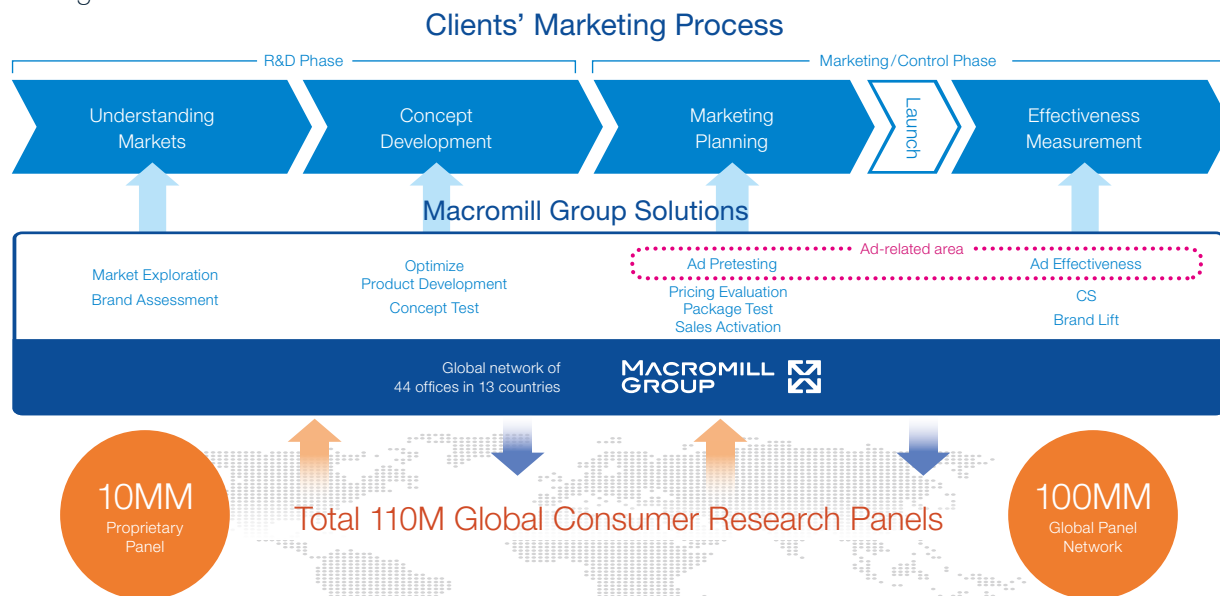 Clients' Marketing Process
R&D Phase
Marketing/Control Phase
Understanding
Markets
Concept
Development
Marketing
Planning
Launch
Effectiveness
Measurement
Macromill Group Solutions
Market Exploration
Brand Assessment
Optimize
Product Development
Concept Test
Ad-related area
Ad Pretesting
Pricing Evaluation
Package Test
Sales Activation
Ad Effectiveness
CS
Brand Lift
Global network of
44 offices in 13 countries
MACROMILL
GROUP
10MM
Proprietary
Panel
Total 110M Global Consumer Research Panels
100MM
Global Panel
Network